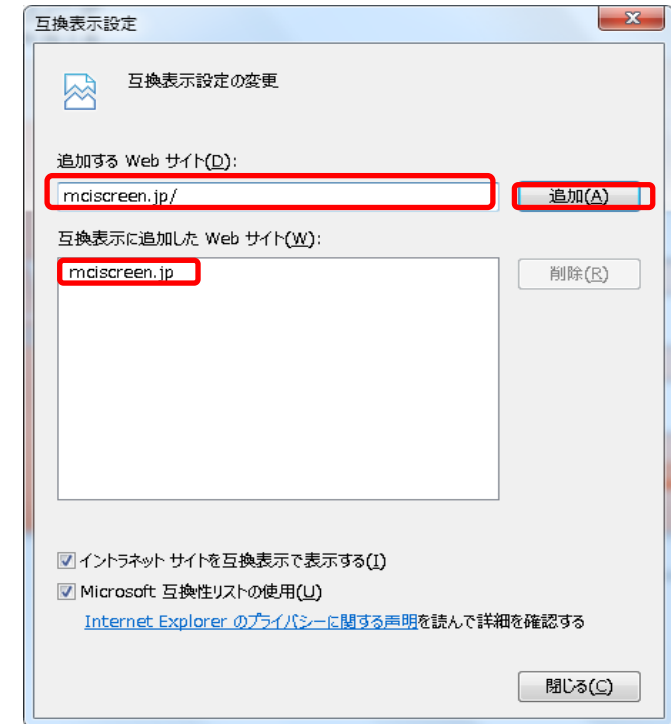 互換表示設定
互換表示設定の変更
追加する Web サイト(D):
mciscreen.jp/
追加(A)
互換表示に追加した Web サイト(W):
mciscreen.jp
削除(R)
イントラネット サイトを互換表示で表示する(I)
Microsoft 互換性リストの使用(U)
Internet Explorer のプライバシーに関する声明を読んで詳細を確認する
閉じる(C)